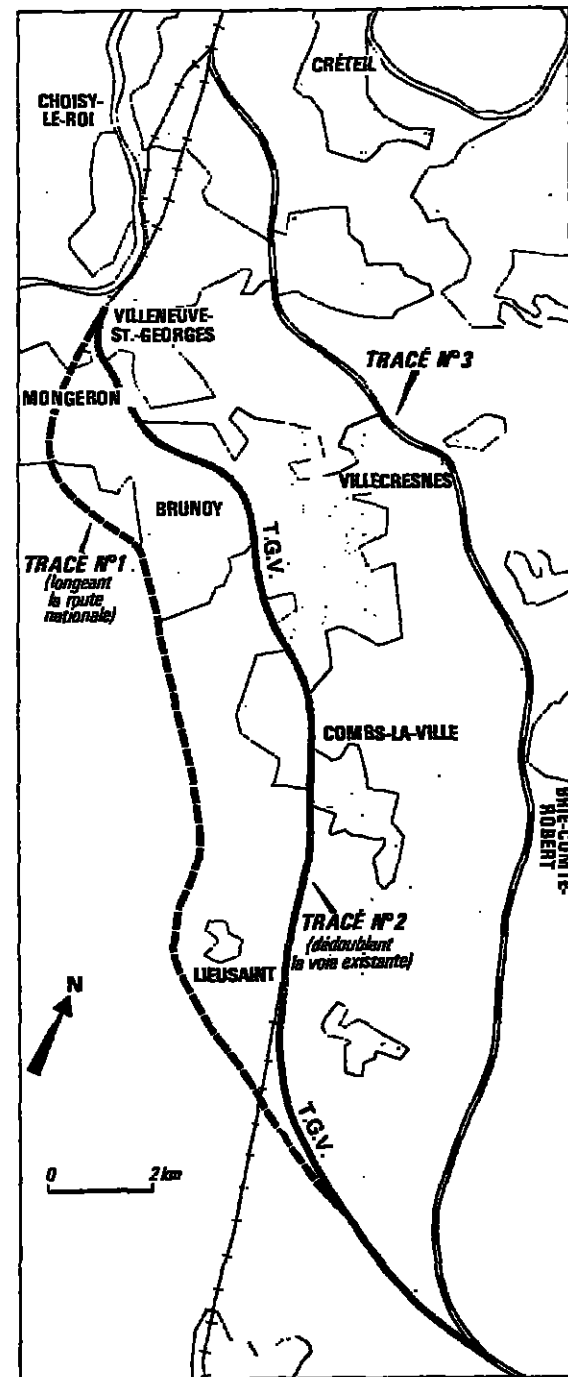 CRÉTEIL
CHOISY-
LE-ROI
VILLENEUVE-
ST.-GEORGES
TRACÉ N°3
MONGERON
VILLECRESNES
BRUNOY
T.G.V.
TRACÉ N°1
(longeant
la route
nationale)
COMBS-LA-VILLE
BRIE-COMTE-
ROBERT
TRACÉ N°2
(dédoublant
la voie existante)
LIEUSAINT
N
T.G.V.
0 2 km